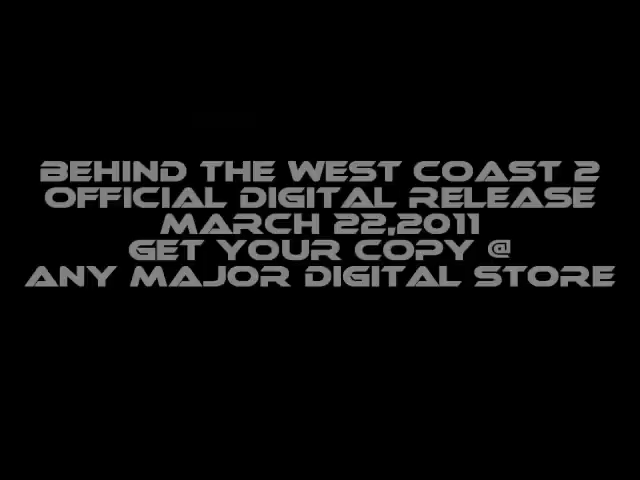 BEHIND THE WEST COAST 2
OFFICIAL DIGITAL RELEASE
MARCH 22,2011
GET YOUR COPY @
ANY MAJOR DIGITAL STORE